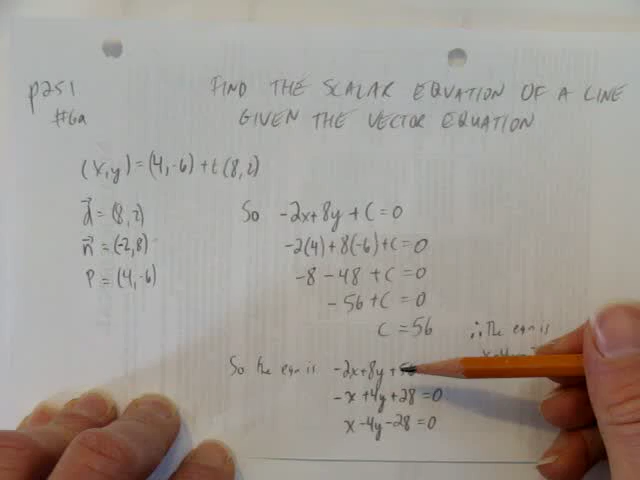 p251
#6a
FIND THE SCALAR EQUATION OF A LINE
GIVEN THE VECTOR EQUATION
(x,y) = (4,-6) + t(8,2)
d⃗ = (8,2)
n⃗ = (-2,8)
P = (4,-6)
So -2x+8y+C=0
-2(4)+8(-6)+C=0
-8-48+C=0
-56+C=0
C=56
∴ The eqn is
So the eqn is -2x+8y+
-x+4y+28=0
x-4y-28=0